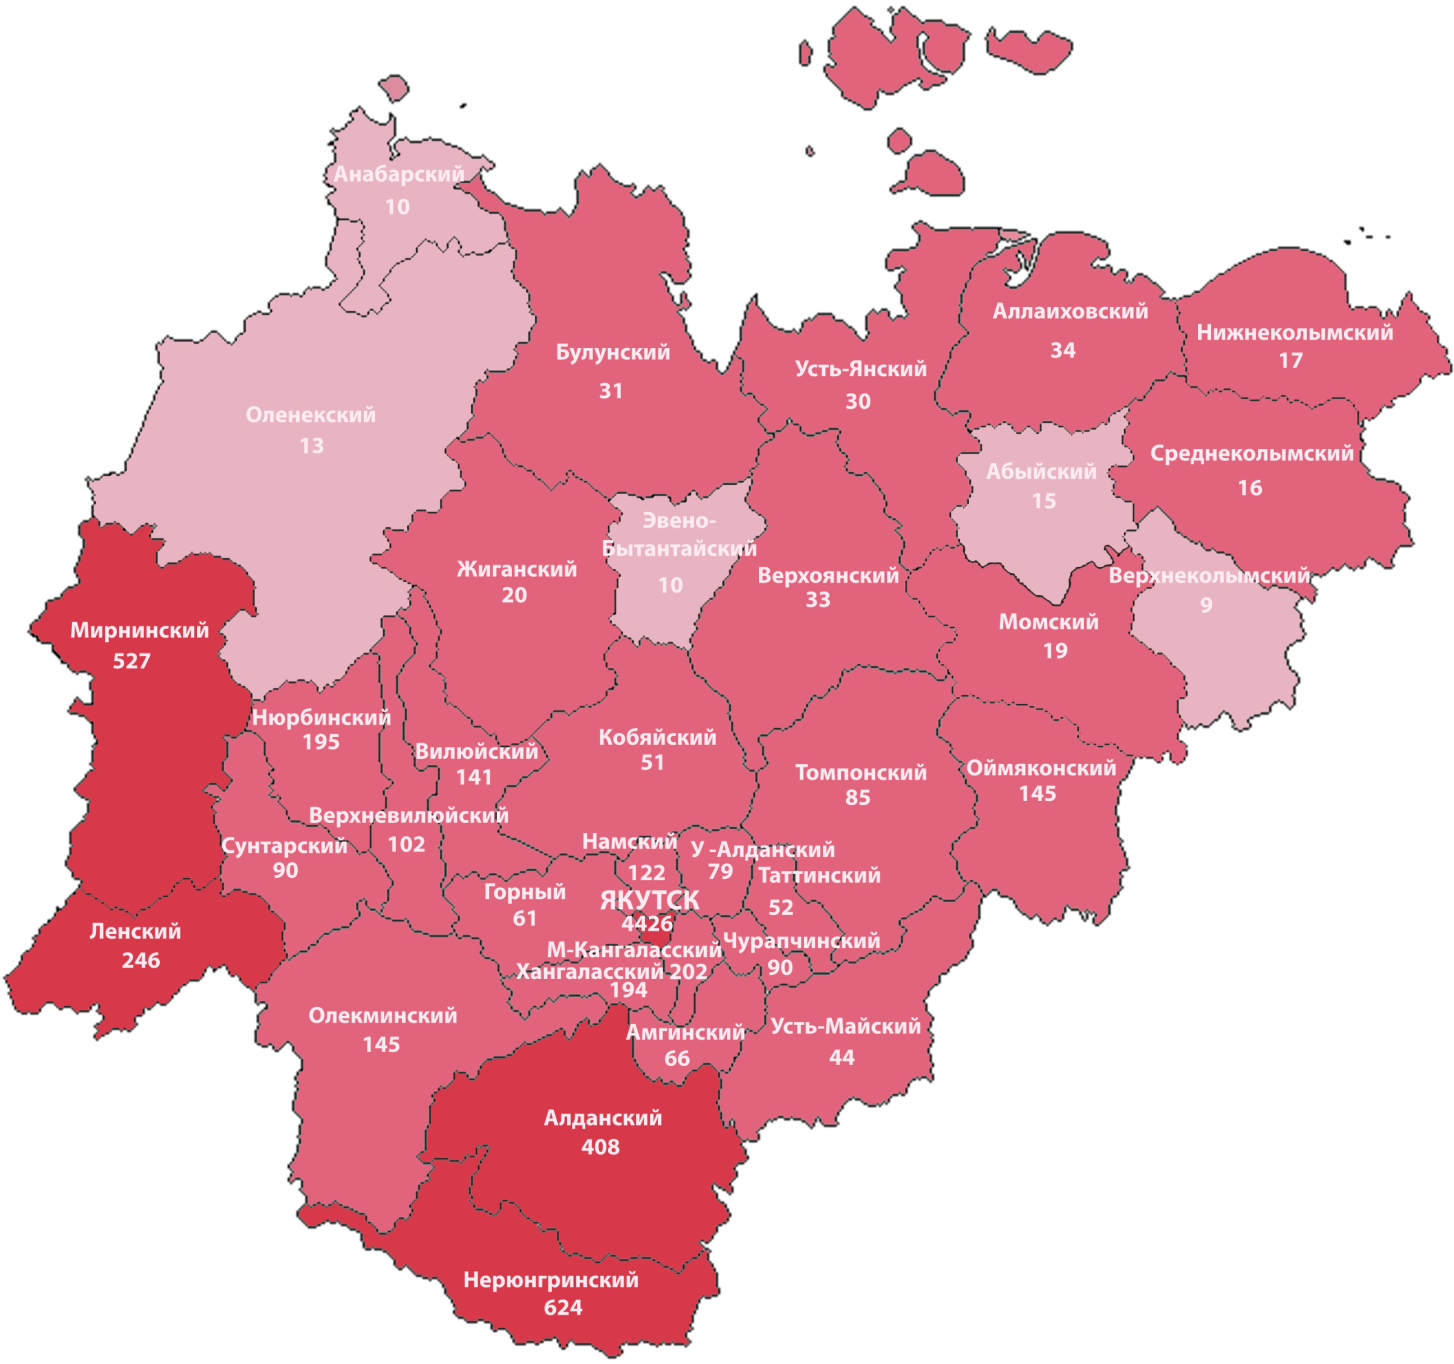 Анабарский
10
Булунский
31
Усть-Янский
30
Аллаиховский
34
Нижнеколымский
17
Оленекский
13
Абыйский
15
Среднеколымский
16
Эвено-
Бытантайский
10
Жиганский
20
Верхоянский
33
Верхнеколымский
9
Момский
19
Мирнинский
527
Нюрбинский
195
Вилюйский
141
Кобяйский
51
Томпонский
85
Оймяконский
145
Верхневилюйский
102
Сунтарский
90
Намский
122
У -Алданский
79
Таттинский
52
Горный
61
ЯКУТСК
4426
Ленский
246
М-Кангаласский
202
Чурапчинский
90
Хангаласский
194
Олекминский
145
Амгинский
66
Усть-Майский
44
Алданский
408
Нерюнгринский
624